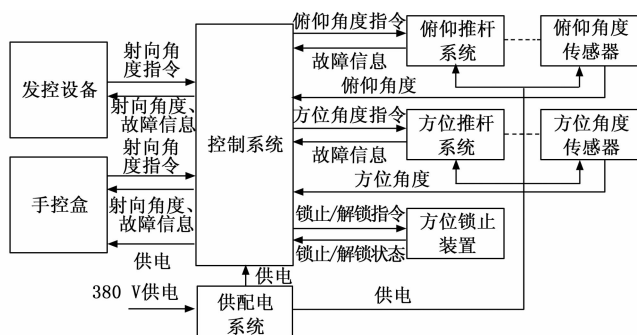 发控设备
射向角
度指令
射向角度、
故障信息
手控盒
射向角
度指令
射向角度、
故障信息
供电
380 V供电
控制系统
供电
供配电
系统
俯仰角度指令
故障信息
俯仰角度
方位角度指令
故障信息
方位角度
锁止/解锁指令
锁止/解锁状态
供电
俯仰推杆
系统
俯仰角度
传感器
方位推杆
系统
方位角度
传感器
方位锁止
装置